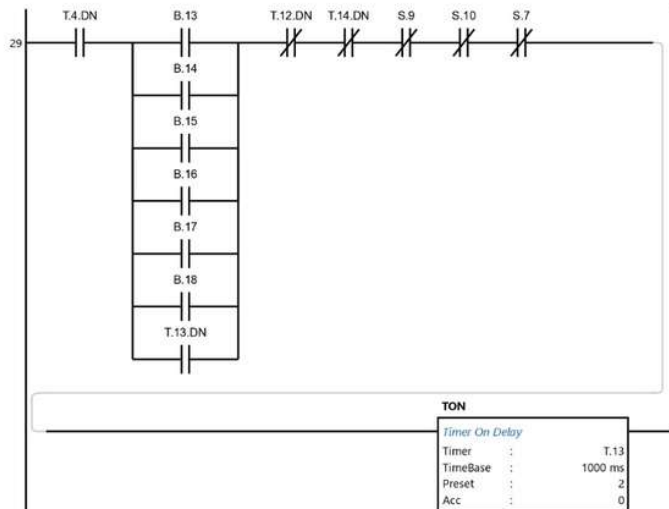 T.4.DN B.13 T.12.DN T.14.DN S.9 S.10 S.7
29
B.14
B.15
B.16
B.17
B.18
T.13.DN
TON
Timer On Delay
Timer : T.13
TimeBase : 1000 ms
Preset : 2
Acc : 0